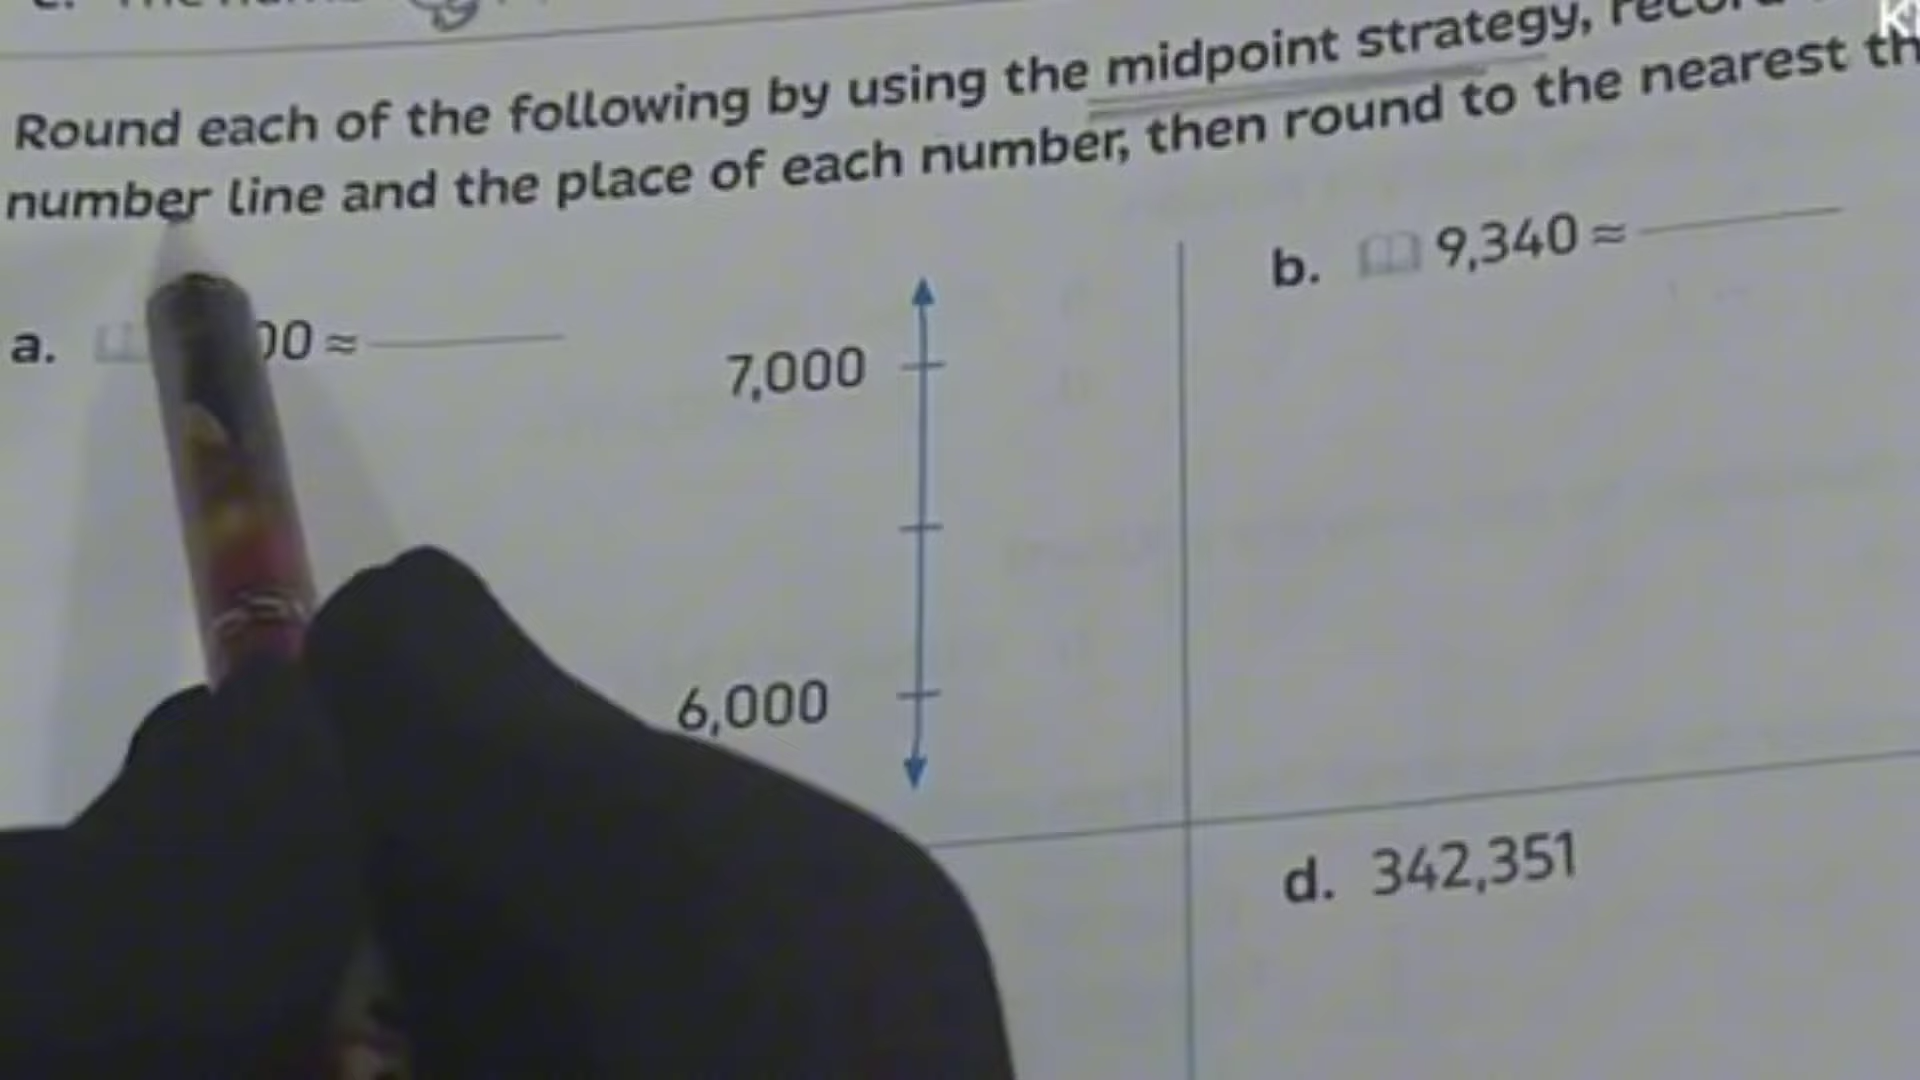 Round each of the following by using the midpoint strategy,
number line and the place of each number, then round to the nearest
a. 00 ≈
7,000
6,000
b. 9,340 ≈
d. 342,351